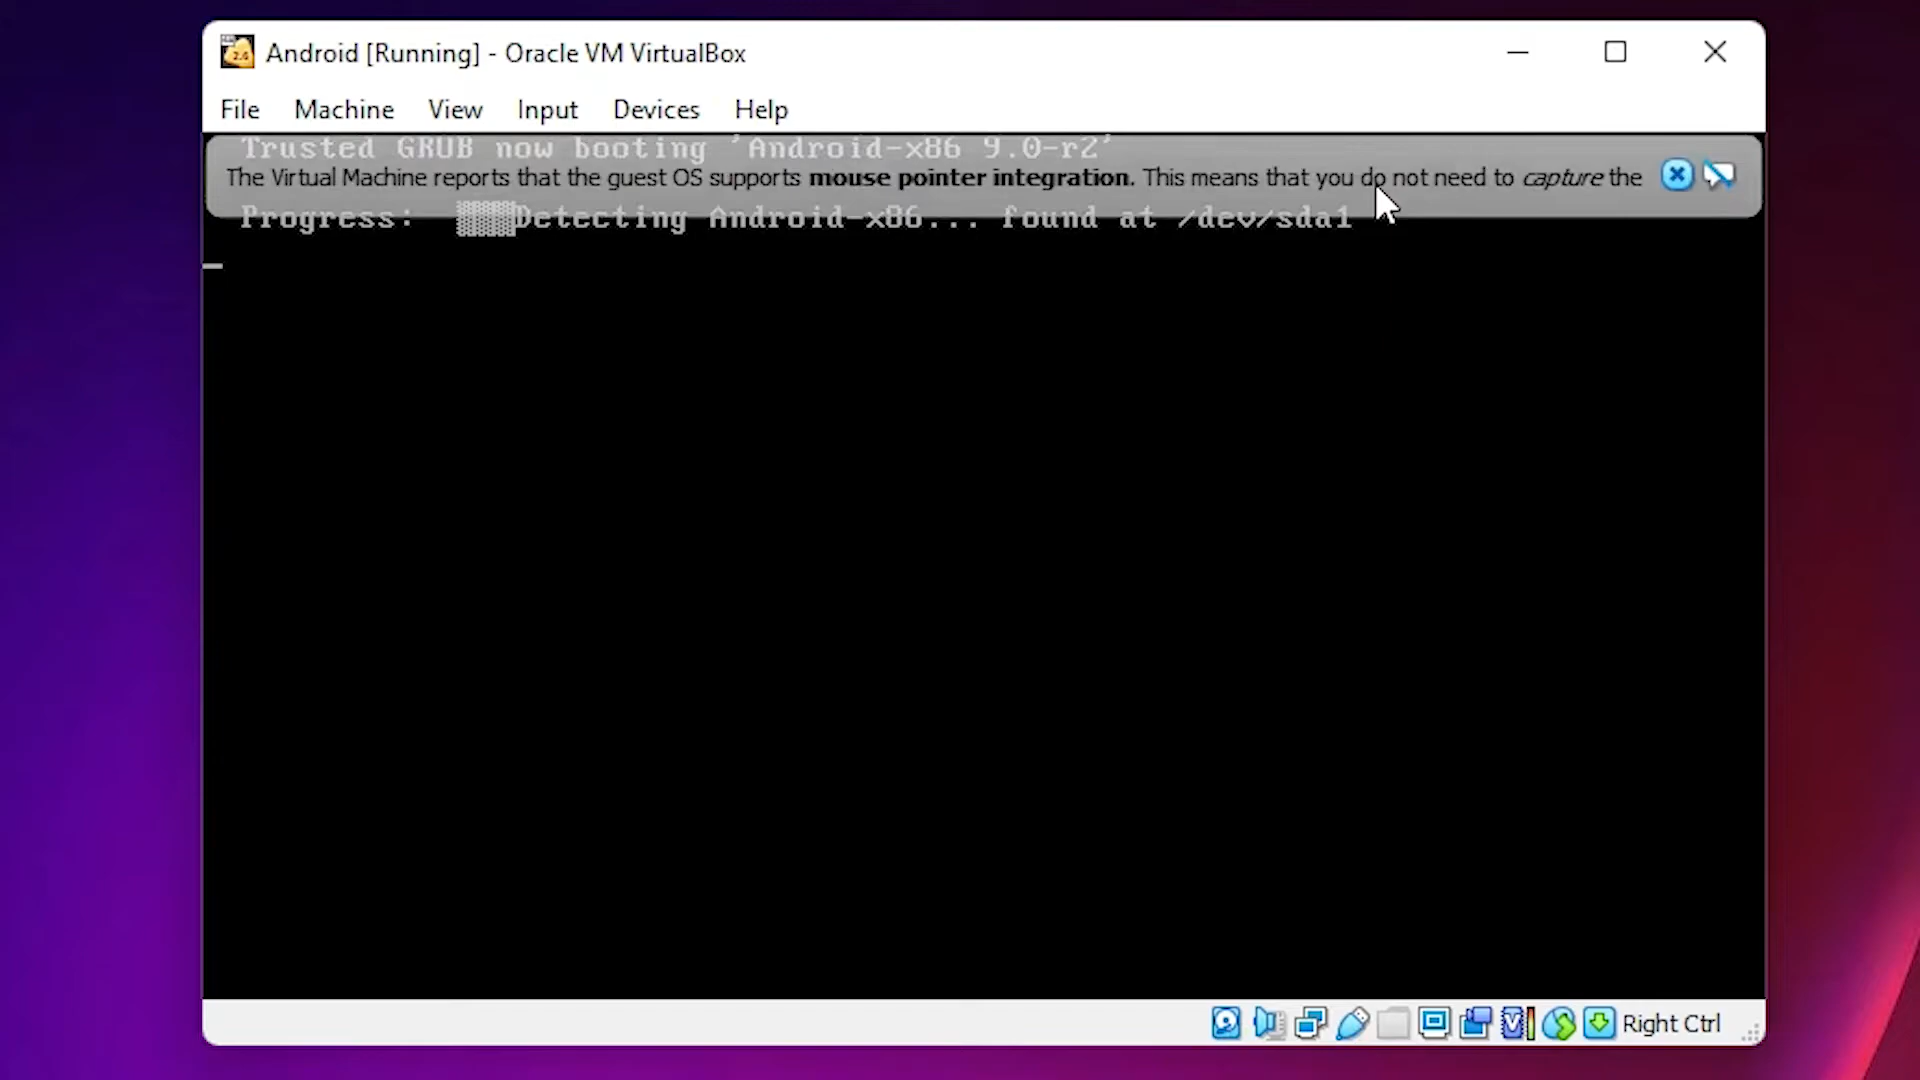 Android [Running] - Oracle VM VirtualBox
File Machine View Input Devices Help
Trusted GRUB now booting 'Android-x86 9.0-r2'
The Virtual Machine reports that the guest OS supports mouse pointer integration. This means that you do not need to capture the
Progress: Detecting Android-x86... found at /dev/sda1
_
Right Ctrl